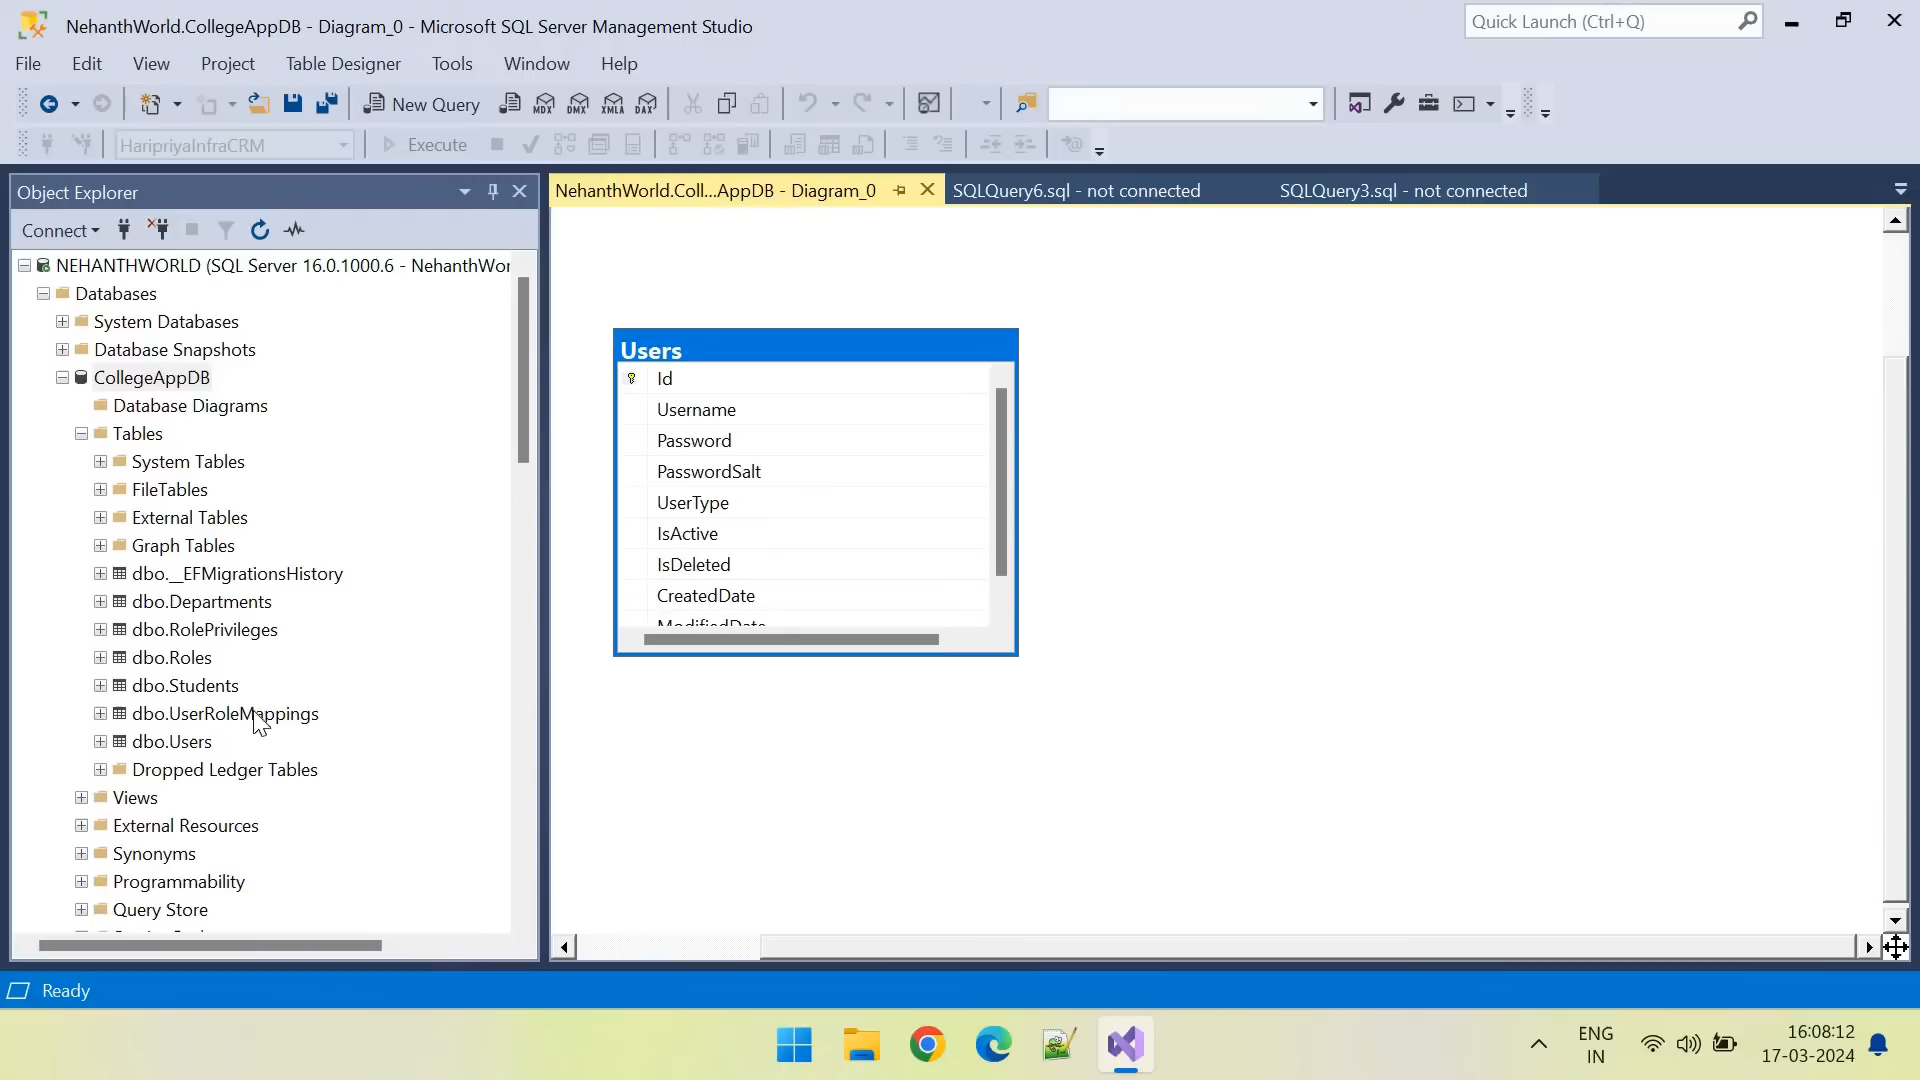 NehanthWorld.CollegeAppDB - Diagram_0 - Microsoft SQL Server Management Studio
Quick Launch (Ctrl+Q)
File Edit View Project Table Designer Tools Window Help
New Query MDX DMX XMLA DAX
HaripriyaInfraCRM Execute
Object Explorer
NehanthWorld.Coll...AppDB - Diagram_0 SQLQuery6.sql - not connected SQLQuery3.sql - not connected
Connect
NEHANTHWORLD (SQL Server 16.0.1000.6 - NehanthWor
Databases
System Databases
Database Snapshots
CollegeAppDB
Database Diagrams
Tables
System Tables
FileTables
External Tables
Graph Tables
dbo.__EFMigrationsHistory
dbo.Departments
dbo.RolePrivileges
dbo.Roles
dbo.Students
dbo.UserRoleMappings
dbo.Users
Dropped Ledger Tables
Views
External Resources
Synonyms
Programmability
Query Store
Users
Id
Username
Password
PasswordSalt
UserType
IsActive
IsDeleted
CreatedDate
ModifiedDate
Ready
ENG
IN
16:08:12
17-03-2024